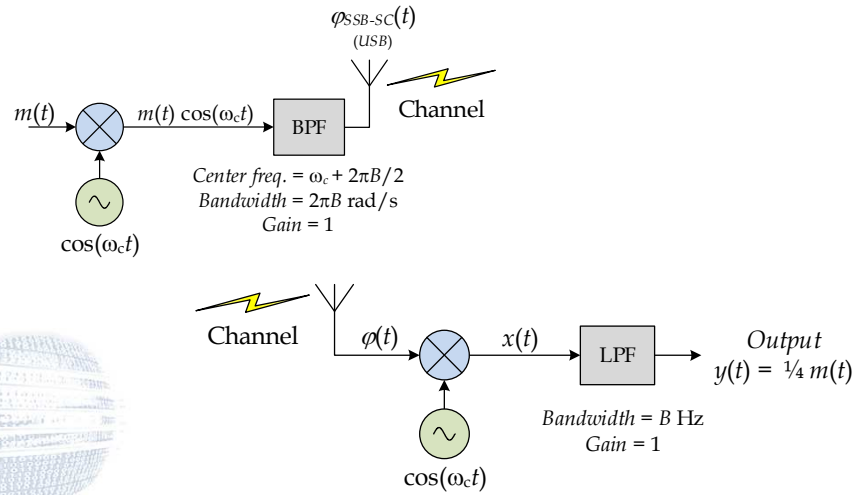 φSSB-SC(t)
(USB)
m(t)
m(t) cos(ωct)
BPF
Channel
Center freq. = ωc + 2πB/2
Bandwidth = 2πB rad/s
Gain = 1
cos(ωct)
Channel
φ(t)
x(t)
LPF
Output
y(t) = ¼ m(t)
Bandwidth = B Hz
Gain = 1
cos(ωct)